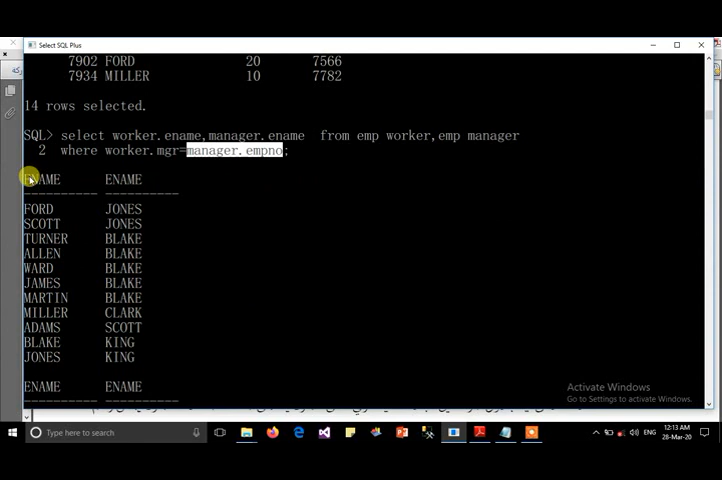 Select SQL Plus
7902 FORD 20 7566
7934 MILLER 10 7782
14 rows selected.
SQL> select worker.ename,manager.ename from emp worker,emp manager
2 where worker.mgr=manager.empno;
ENAME ENAME
---------- ----------
FORD JONES
SCOTT JONES
TURNER BLAKE
ALLEN BLAKE
WARD BLAKE
JAMES BLAKE
MARTIN BLAKE
MILLER CLARK
ADAMS SCOTT
BLAKE KING
JONES KING
ENAME ENAME
---------- ----------
Activate Windows
Go to Settings to activate Windows.
Type here to search
ENG
12:13 AM
28-Mar-20